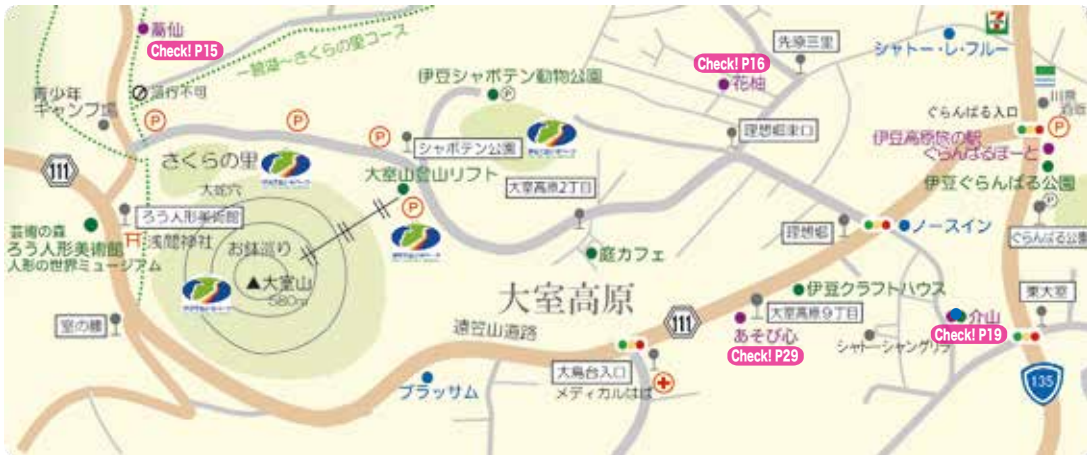 葛仙
Check! P15
一碧湖〜さくらの里コース
青少年
キャンプ場
通行不可
P
P
P
111
さくらの里
大蛇穴
ろう人形美術館
芸術の森
ろう人形美術館
人形の世界ミュージアム
浅間神社
お鉢巡り
▲大室山
580m
室の腰
伊豆シャボテン動物公園
P
シャボテン公園
大室山登山リフト
P
大室高原2丁目
庭カフェ
大室高原
遠笠山道路
111
ブラッサム
大島台入口
メディカルはば
Check! P16
花柚
先原三里
シャトー・レ・フルー
7
理想郷東口
ぐらんぱる入口
P
伊豆高原旅の駅
ぐらんぱるぽーと
伊豆ぐらんぱる公園
P
ぐらんぱる公園
理想郷
ノースイン
伊豆クラフトハウス
大室高原9丁目
あそび心
Check! P29
シャトーシャングリラ
介山
Check! P19
東大室
135